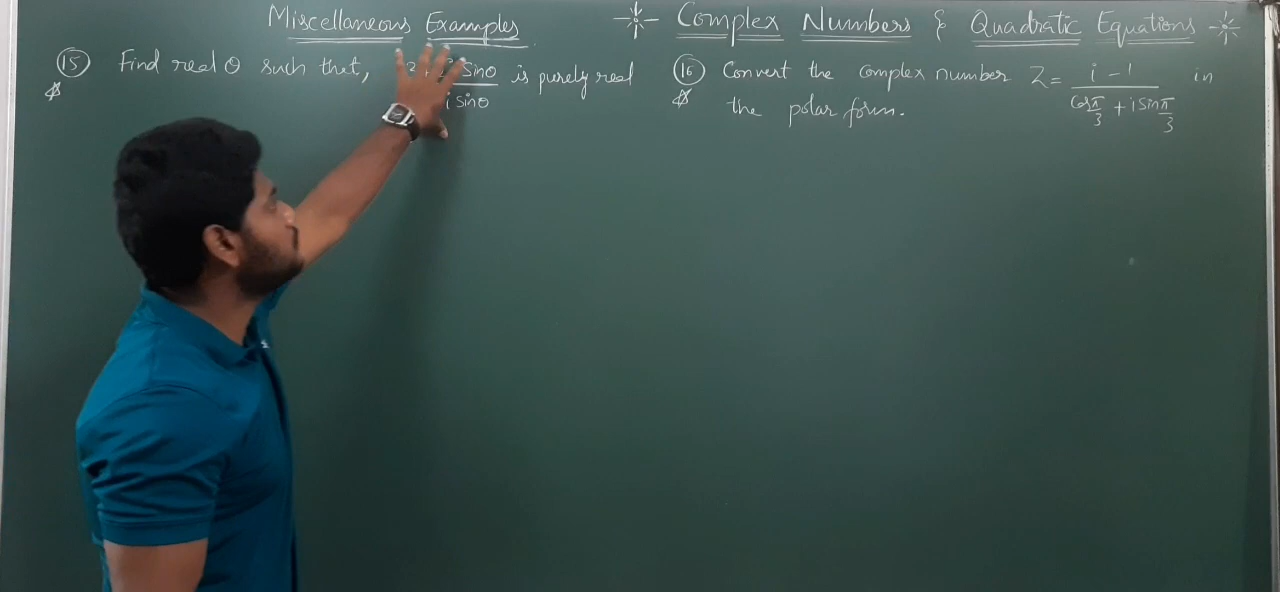 Miscellaneous Examples
Complex Numbers & Quadratic Equations
15 Find real θ such that, sinθ is purely real
i sinθ
16 Convert the complex number Z = i - 1 in
cos π/3 + i sin π/3
the polar form.